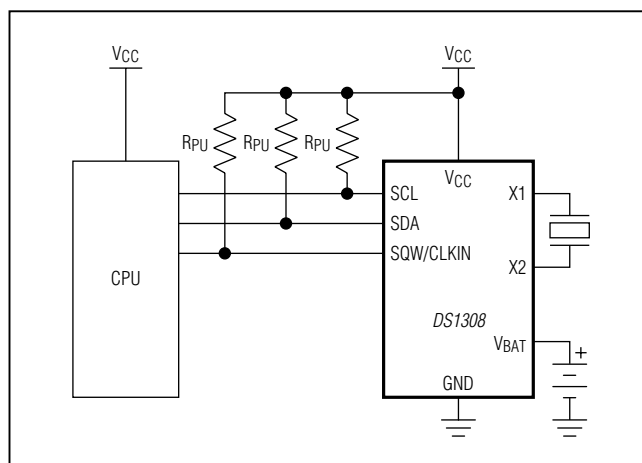 VCC
VCC
RPU
RPU
RPU
VCC
SCL
X1
SDA
SQW/CLKIN
X2
CPU
DS1308
VBAT
+
GND